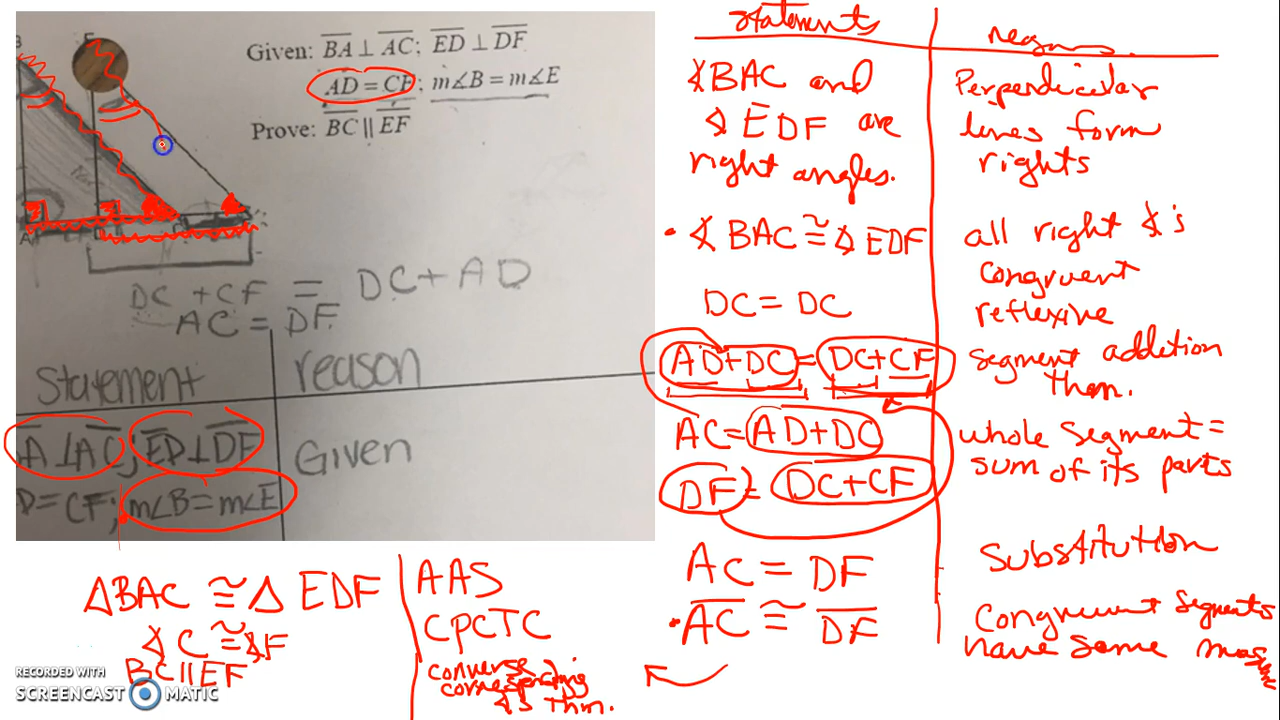 Given: BA ⊥ AC; ED ⊥ DF
AD = CF; m∡B = m∡E
Prove: BC || EF
DC + CF = DC + AD
AC = DF
Statement reason
A ⊥ AC; ED ⊥ DF Given
D = CF; m∠B = m∠E
statements
∡BAC and
∡EDF are
right angles.
Perpendicular
lines form
rights
∡BAC ≅ ∡EDF
all right ∡'s
congruent
DC = DC
reflexive
AD+DC = DC+CF
segment addetion
Thm.
AC = AD+DC
DF = DC+CF
whole segment =
sum of its parts
AC = DF
Substitution
AC ≅ DF
Congruent segments
have same
△BAC ≅ △EDF AAS
∡C ≅ ∡F CPCTC
BC || EF
converse
corresponding
∡'s Thm.
RECORDED WITH
SCREENCAST MATIC